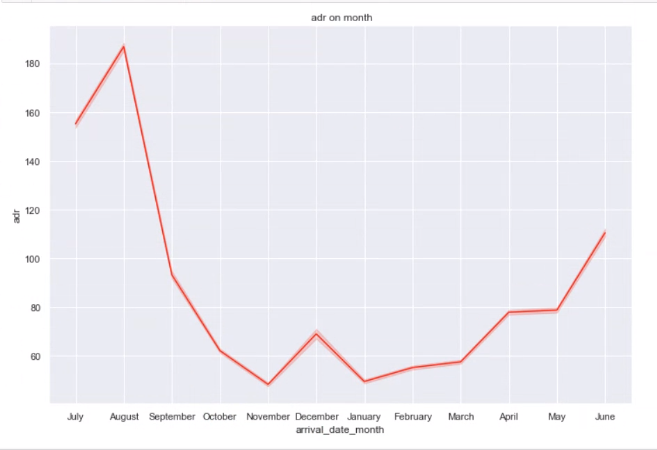 adr on month
180
160
140
120
100
80
60
adr
July August September October November December January February March April May June
arrival_date_month